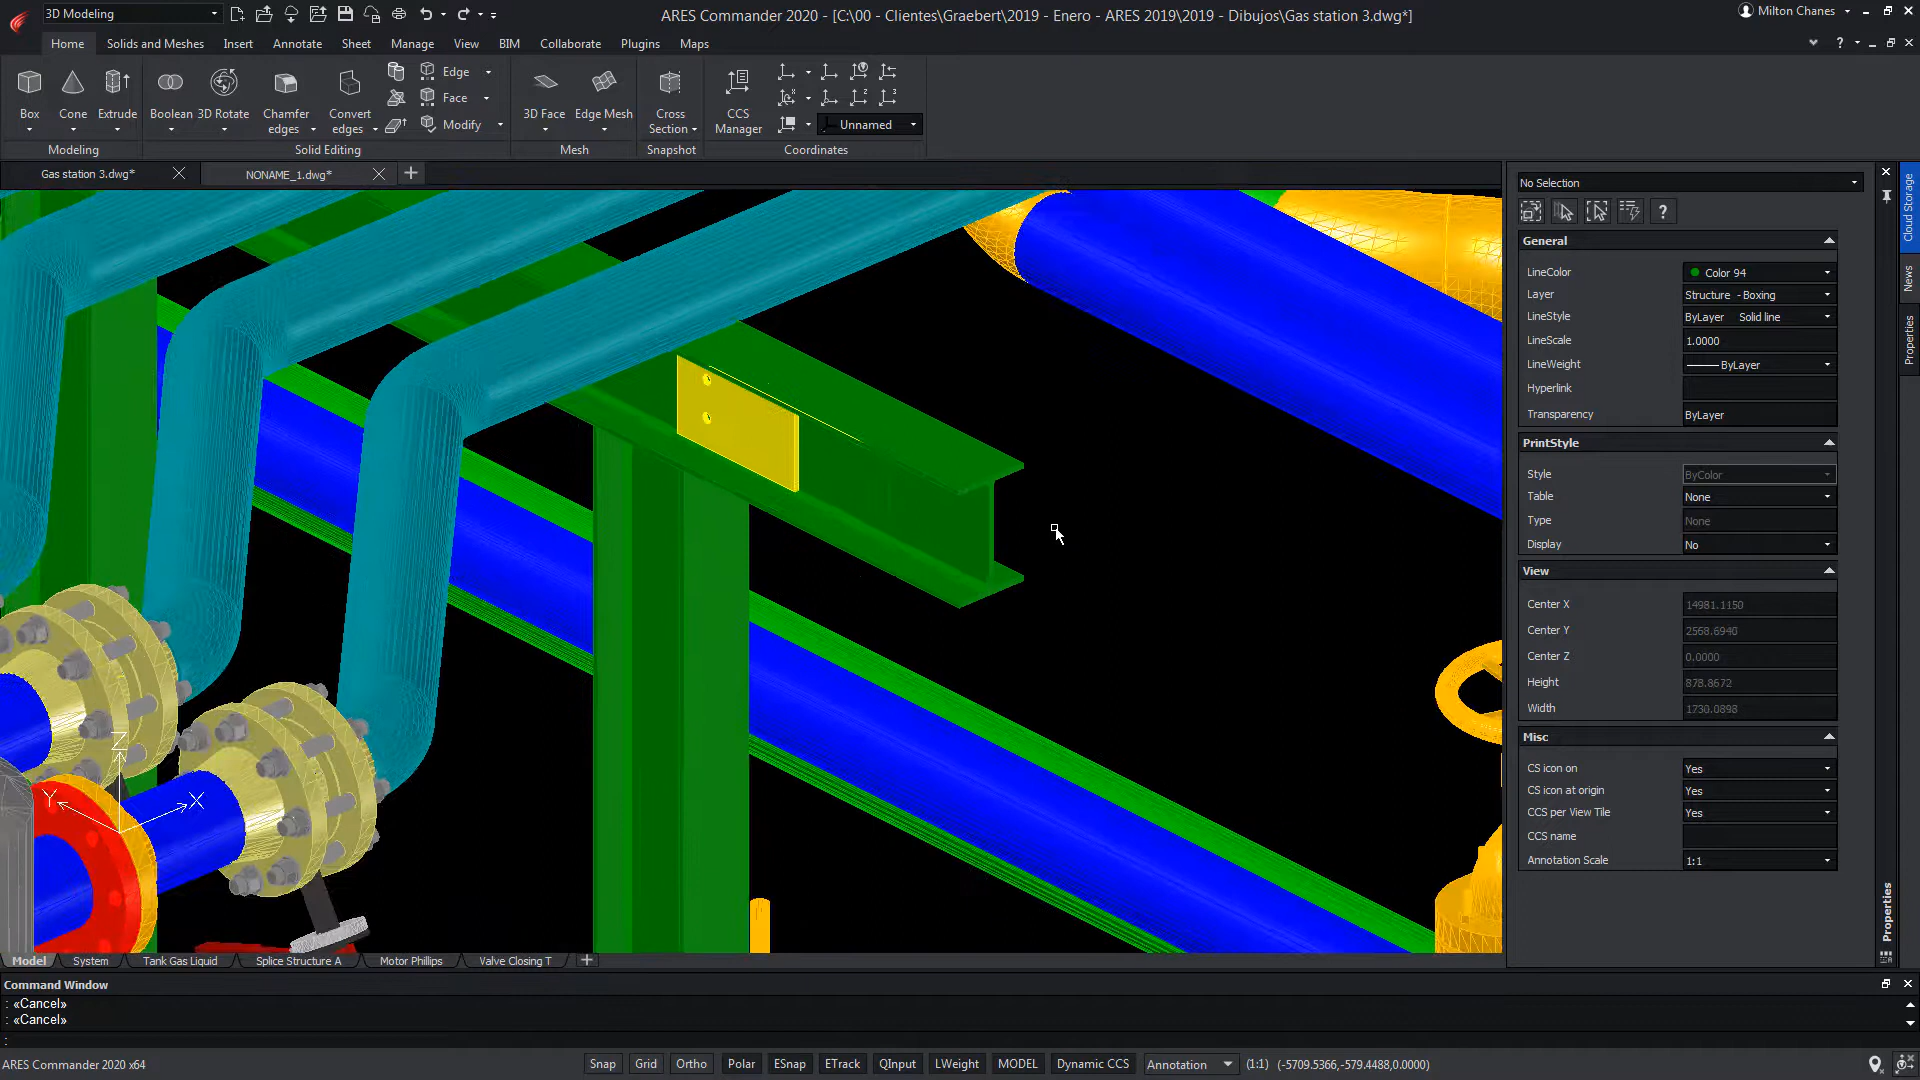 3D Modeling
ARES Commander 2020 - [C:\00 - Clientes\Graebert\2019 - Enero - ARES 2019\2019 - Dibujos\Gas station 3.dwg*]
Milton Chanes
Home Solids and Meshes Insert Annotate Sheet Manage View BIM Collaborate Plugins Maps
Box Cone Extrude
Modeling
Boolean 3D Rotate Chamfer edges Convert edges
Edge
Face
Modify
Solid Editing
3D Face Edge Mesh
Mesh
Cross Section
Snapshot
CCS Manager
Unnamed
Coordinates
Gas station 3.dwg*
NONAME_1.dwg*
No Selection
General
LineColor Color 94
Layer Structure - Boxing
LineStyle ByLayer Solid line
LineScale 1.0000
LineWeight ByLayer
Hyperlink
Transparency ByLayer
PrintStyle
Style ByColor
Table None
Type None
Display No
View
Center X 14981.1150
Center Y 2568.6940
Center Z 0.0000
Height 878.8672
Width 1730.0898
Misc
CS icon on Yes
CS icon at origin Yes
CCS per View Tile Yes
CCS name
Annotation Scale 1:1
Properties
Cloud Storage
News
Properties
Z
Y
X
Model System Tank Gas Liquid Splice Structure A Motor Phillips Valve Closing T
Command Window
: «Cancel»
: «Cancel»
:
ARES Commander 2020 x64
Snap Grid Ortho Polar ESnap ETrack QInput LWeight MODEL Dynamic CCS Annotation (1:1) (-5709.5366,-579.4488,0.0000)